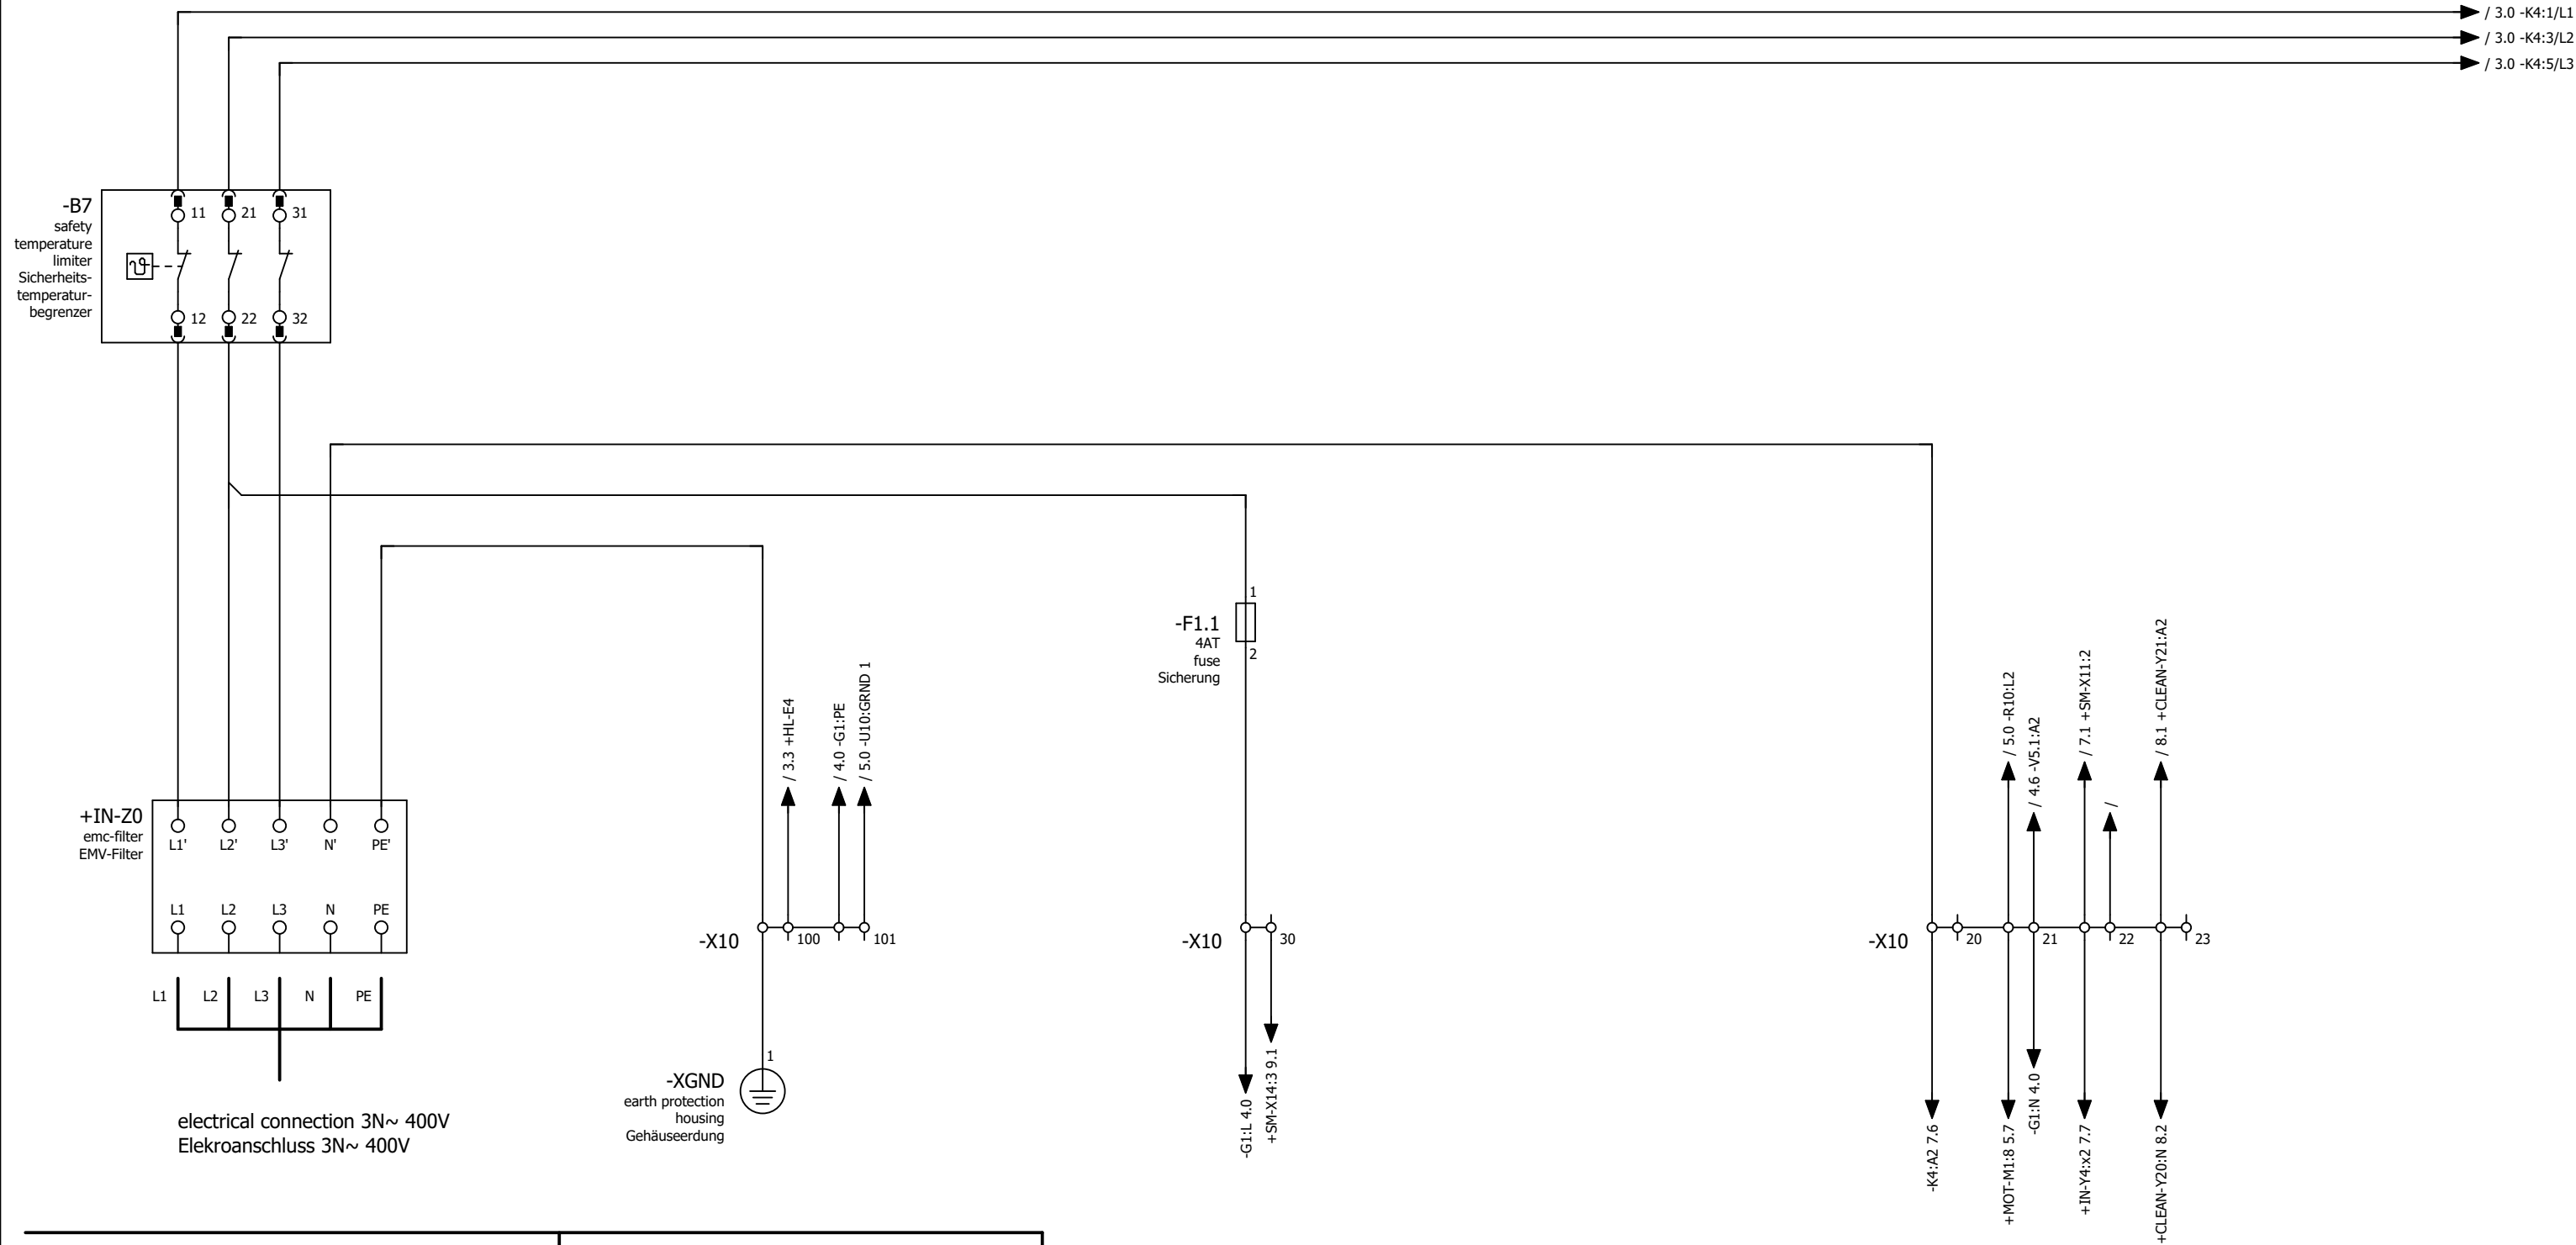 / 3.0 -K4:1/L1
/ 3.0 -K4:3/L2
/ 3.0 -K4:5/L3
-B7
safety
temperature
limiter
Sicherheits-
temperatur-
begrenzer
11
21
31
ϑ
12
22
32
-F1.1
4AT
fuse
Sicherung
1
2
+IN-Z0
emc-filter
EMV-Filter
L1'
L2'
L3'
N'
PE'
L1
L2
L3
N
PE
L1
L2
L3
N
PE
electrical connection 3N~ 400V
Elekroanschluss 3N~ 400V
/ 3.3 +HL-E4
/ 4.0 -G1:PE
/ 5.0 -U10:GRND 1
-X10
100
101
-XGND
earth protection
housing
Gehäuseerdung
1
-X10
30
-G1:L 4.0
+SM-X14:3 9.1
/ 5.0 -R10:L2
/ 4.6 -V5.1:A2
/ 7.1 +SM-X11:2
/
/ 8.1 +CLEAN-Y21:A2
-X10
20
21
22
23
-K4:A2 7.6
+MOT-M1:8 5.7
-G1:N 4.0
+IN-Y4:x2 7.7
+CLEAN-Y20:N 8.2